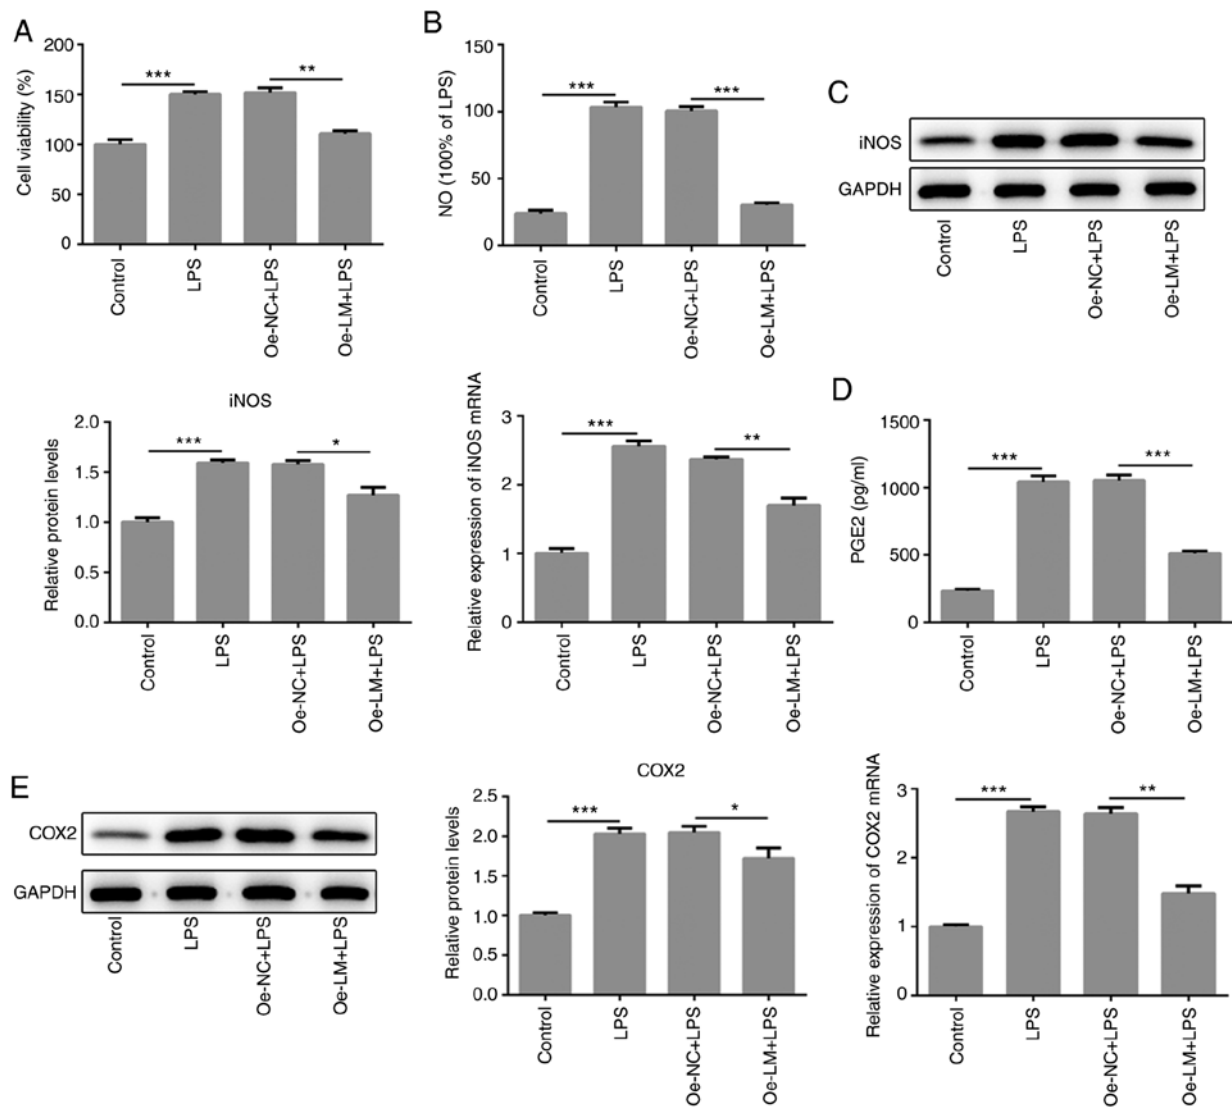 A
Cell viability (%)
200
150
100
50
0
***
**
Control
LPS
Oe-NC+LPS
Oe-LM+LPS
B
NO (100% of LPS)
150
100
50
0
***
***
Control
LPS
Oe-NC+LPS
Oe-LM+LPS
C
iNOS
GAPDH
Control
LPS
Oe-NC+LPS
Oe-LM+LPS
iNOS
Relative protein levels
2.0
1.5
1.0
0.5
0.0
***
*
Control
LPS
Oe-NC+LPS
Oe-LM+LPS
Relative expression of iNOS mRNA
3
2
1
0
***
**
Control
LPS
Oe-NC+LPS
Oe-LM+LPS
D
PGE2 (pg/ml)
1500
1000
500
0
***
***
Control
LPS
Oe-NC+LPS
Oe-LM+LPS
E
COX2
GAPDH
Control
LPS
Oe-NC+LPS
Oe-LM+LPS
COX2
Relative protein levels
2.5
2.0
1.5
1.0
0.5
0.0
***
*
Control
LPS
Oe-NC+LPS
Oe-LM+LPS
Relative expression of COX2 mRNA
3
2
1
0
***
**
Control
LPS
Oe-NC+LPS
Oe-LM+LPS